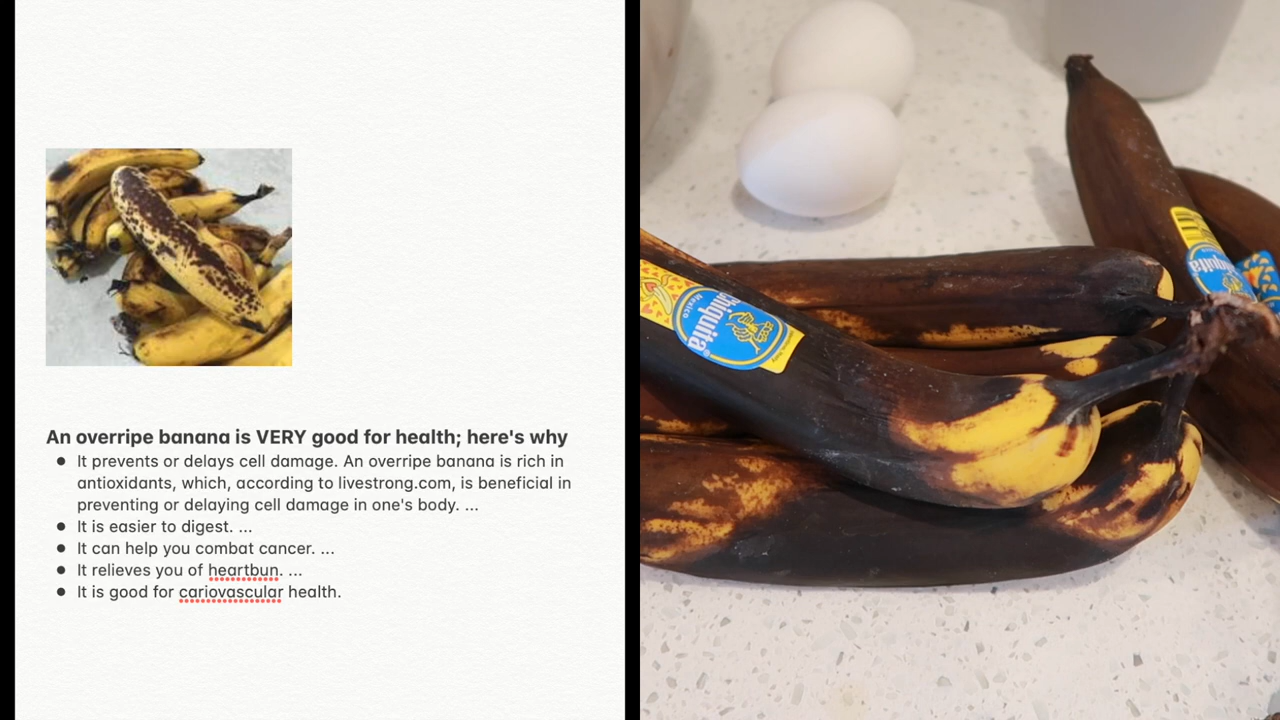 An overripe banana is VERY good for health; here's why
● It prevents or delays cell damage. An overripe banana is rich in
antioxidants, which, according to livestrong.com, is beneficial in
preventing or delaying cell damage in one's body. ...
● It is easier to digest. ...
● It can help you combat cancer. ...
● It relieves you of heartbun. ...
● It is good for cariovascular health.
Chiquita®
Mexico
Chiquita